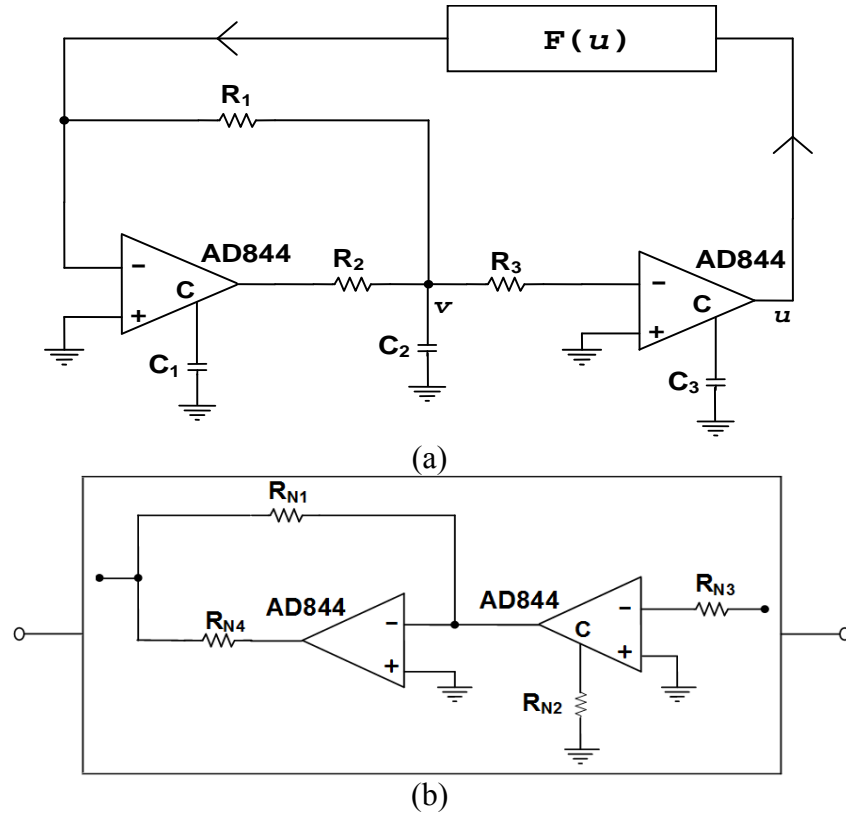 F(u)
R1
AD844
−
C
+
R2
v
R3
C1
C2
AD844
−
C
+
u
C3
(a)
RN1
AD844
RN4
−
+
AD844
−
C
+
RN3
RN2
(b)